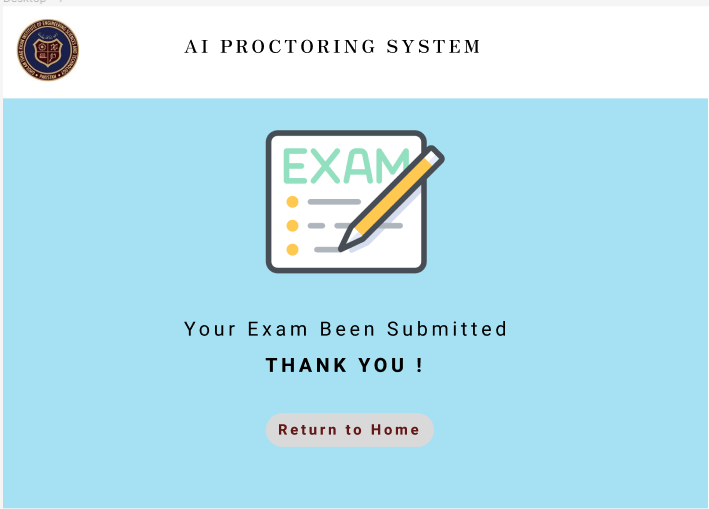 AI PROCTORING SYSTEM
EXAM
Your Exam Been Submitted
THANK YOU !
Return to Home